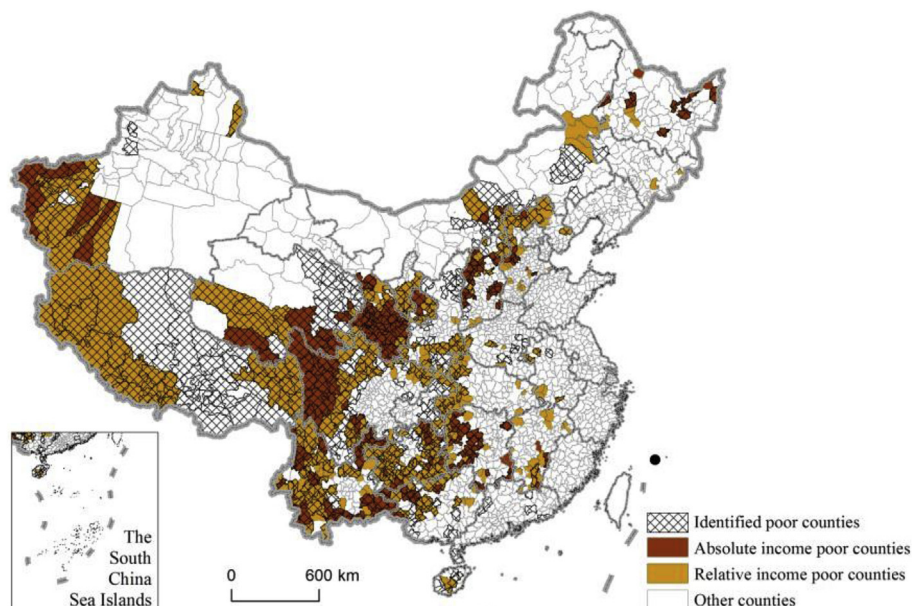 The
South
China
Sea Islands
0 600 km
Identified poor counties
Absolute income poor counties
Relative income poor counties
Other counties